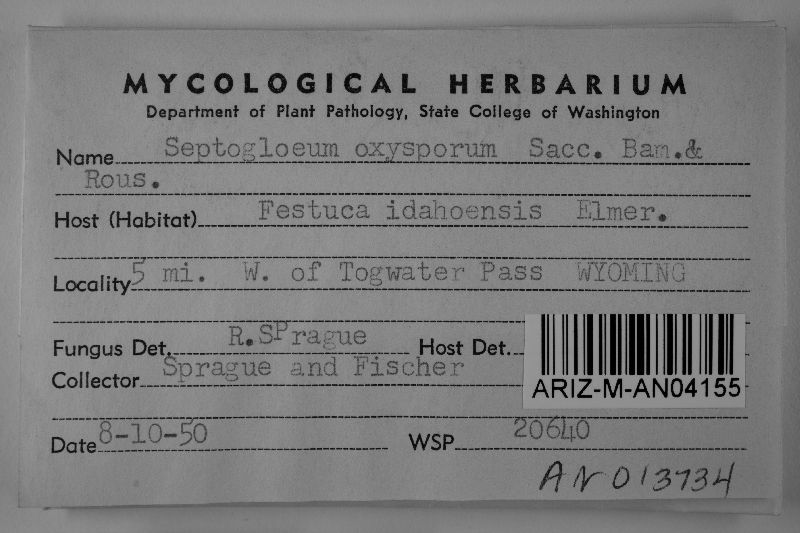 MYCOLOGICAL HERBARIUM
Department of Plant Pathology, State College of Washington
Name Septogloeum oxysporum Sacc. Bam.&
Rous.
Host (Habitat) Festuca idahoensis Elmer.
Locality 5 mi. W. of Togwater Pass WYOMING
Fungus Det. R.SPrague Host Det.
Collector Sprague and Fischer
ARIZ-M-AN04155
Date 8-10-50 WSP 20640
AN013734